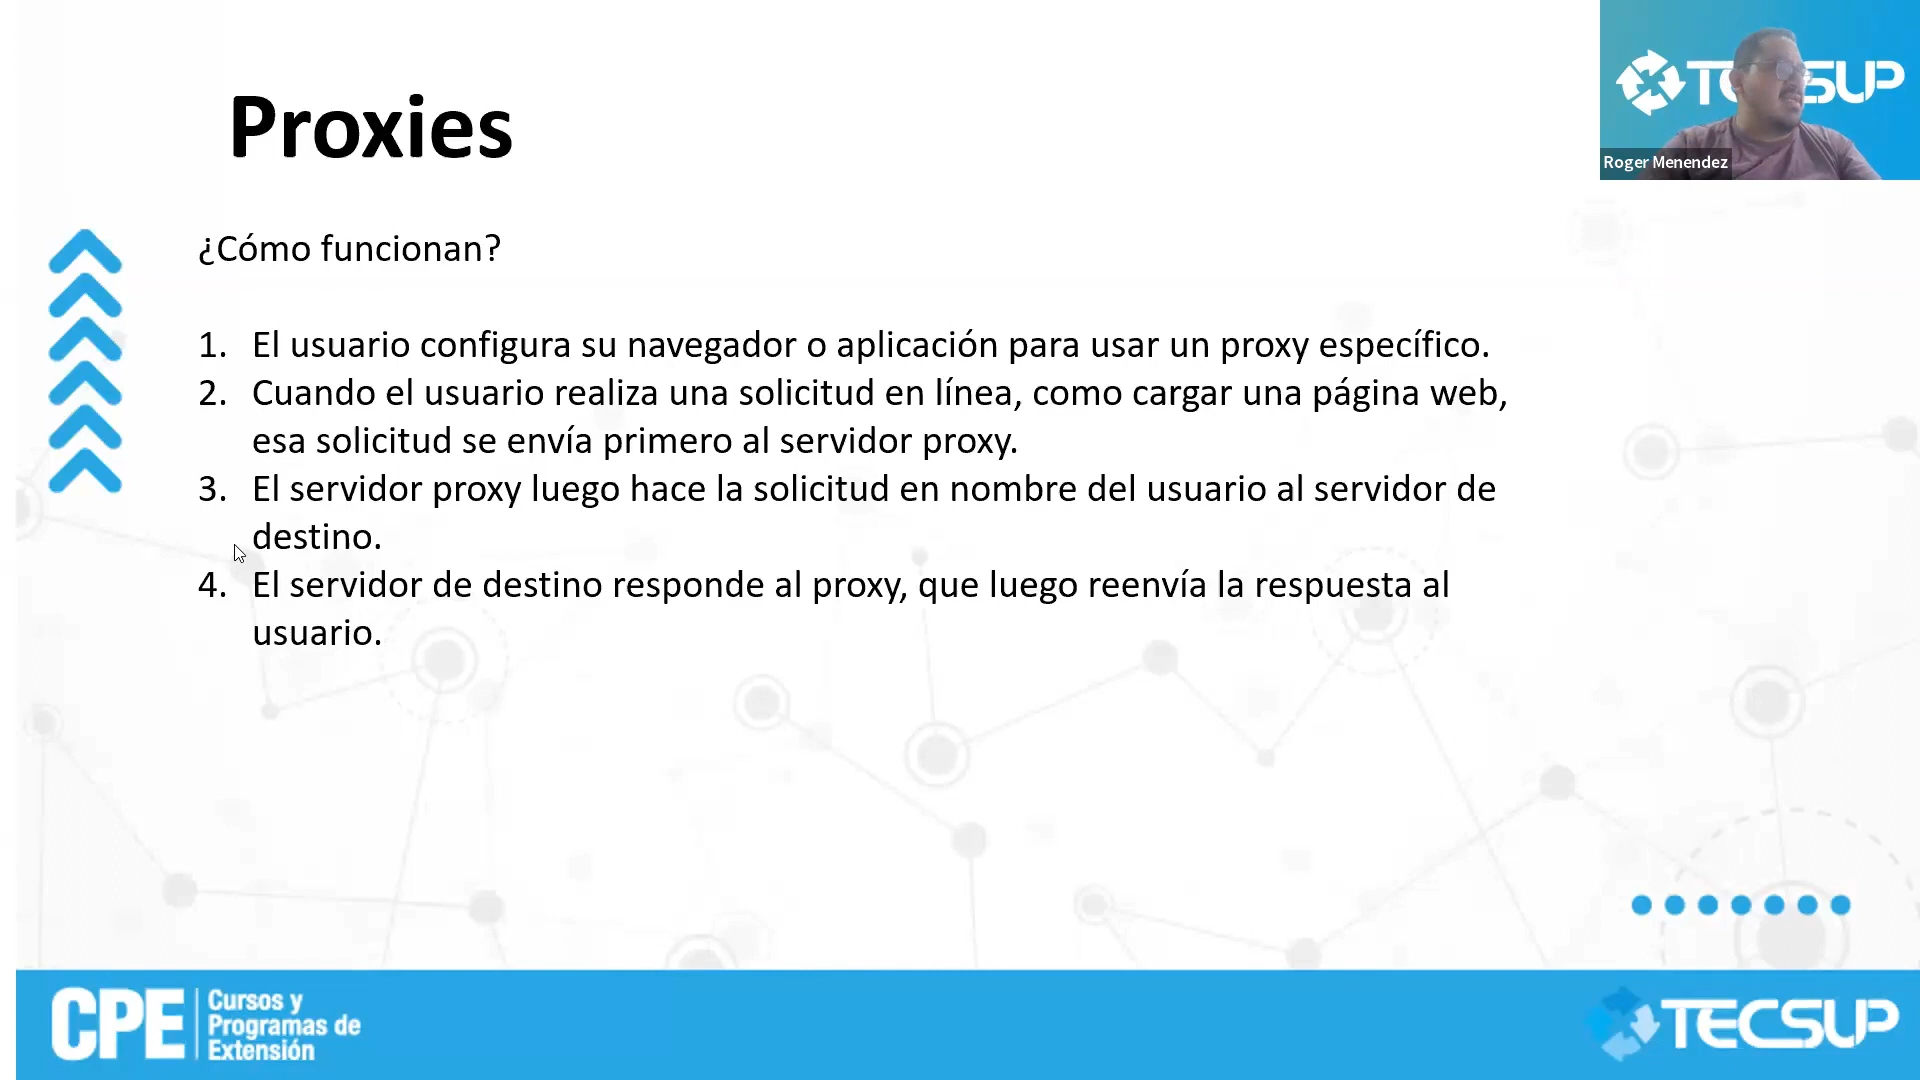 Proxies
TECSUP
Roger Menendez
¿Cómo funcionan?
1. El usuario configura su navegador o aplicación para usar un proxy específico.
2. Cuando el usuario realiza una solicitud en línea, como cargar una página web,
esa solicitud se envía primero al servidor proxy.
3. El servidor proxy luego hace la solicitud en nombre del usuario al servidor de
destino.
4. El servidor de destino responde al proxy, que luego reenvía la respuesta al
usuario.
CPE
Cursos y
Programas de
Extensión
TECSUP